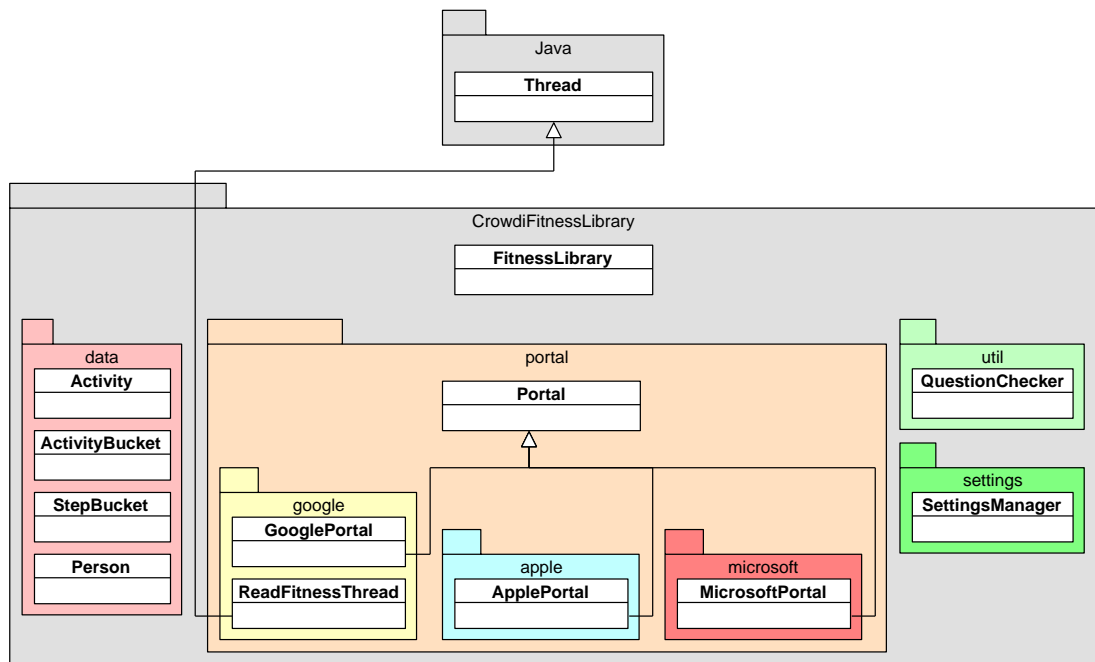 Java
Thread
CrowdiFitnessLibrary
FitnessLibrary
data
Activity
ActivityBucket
StepBucket
Person
portal
Portal
google
GooglePortal
ReadFitnessThread
apple
ApplePortal
microsoft
MicrosoftPortal
util
QuestionChecker
settings
SettingsManager